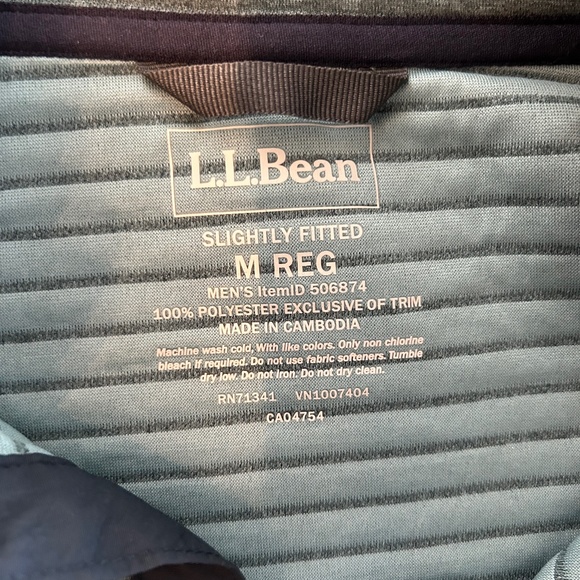 L.L.Bean
SLIGHTLY FITTED
M REG
MEN'S ItemID 506874
100% POLYESTER EXCLUSIVE OF TRIM
MADE IN CAMBODIA
Machine wash cold, With like colors. Only non chlorine
bleach if required. Do not use fabric softeners. Tumble
dry low. Do not Iron. Do not dry clean.
RN71341 VN1007404
CA04754